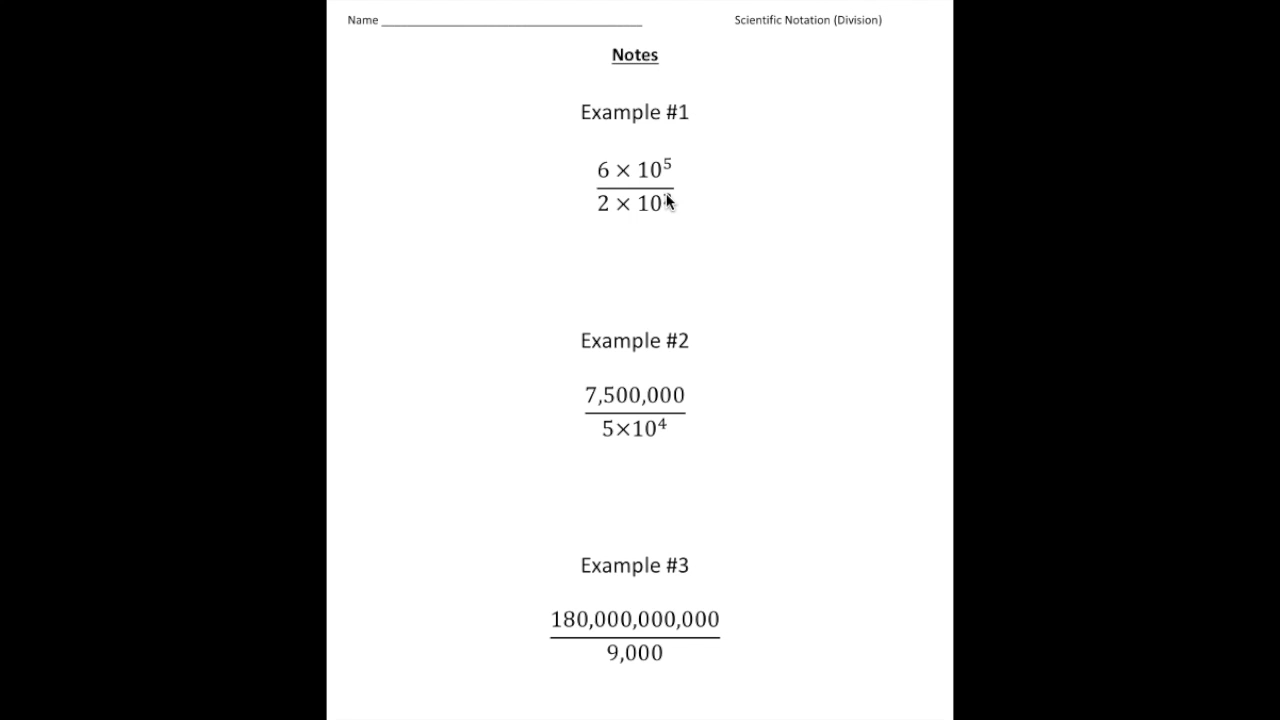 Name ____________________ Scientific Notation (Division)
Notes
Example #1
6 × 10⁵
2 × 10
Example #2
7,500,000
5×10⁴
Example #3
180,000,000,000
9,000